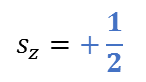 s_z = + 1/2